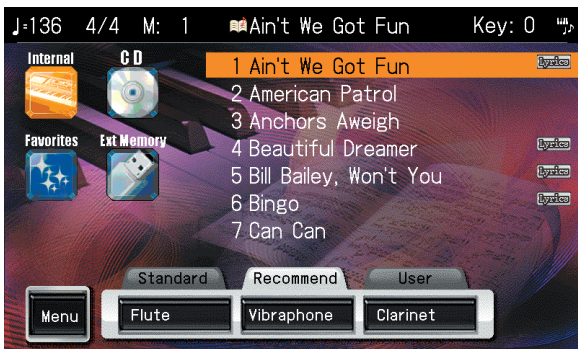 ♩=136 4/4 M: 1 Ain't We Got Fun Key: 0
Internal CD
Favorites Ext Memory
1 Ain't We Got Fun Lyrics
2 American Patrol
3 Anchors Aweigh
4 Beautiful Dreamer Lyrics
5 Bill Bailey, Won't You Lyrics
6 Bingo Lyrics
7 Can Can
Standard Recommend User
Menu Flute Vibraphone Clarinet